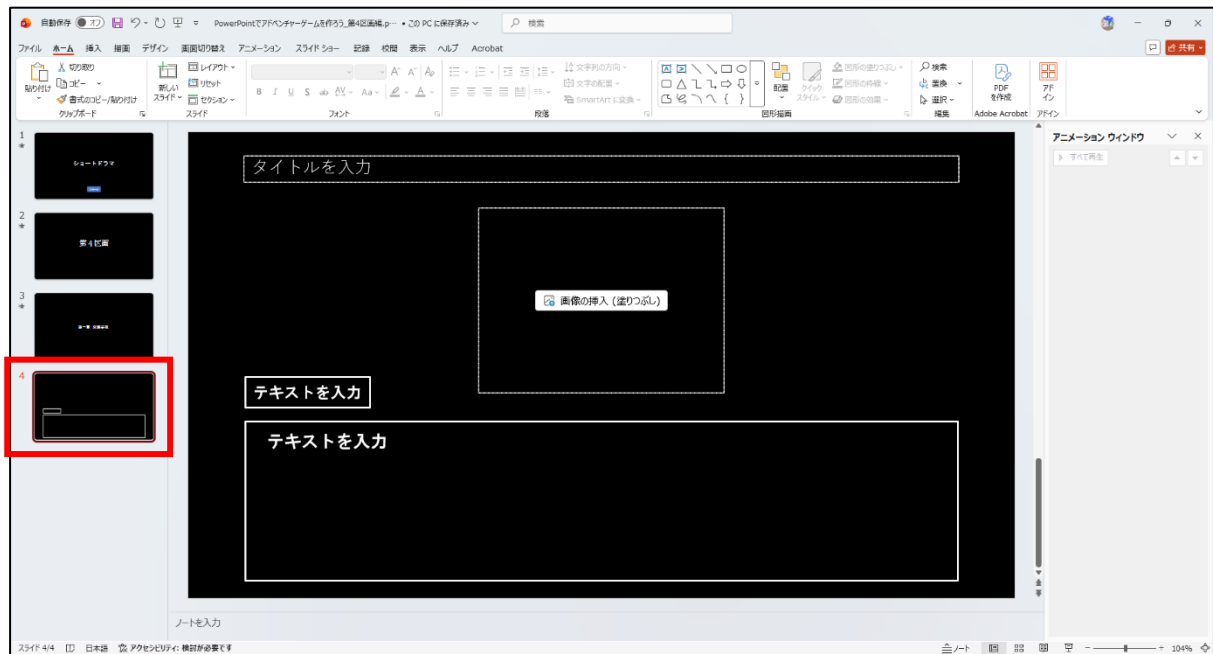 自動保存 オフ PowerPointでアドベンチャーゲームを作ろう_第4区画編.p… • この PC に保存済み 検索
ファイル ホーム 挿入 描画 デザイン 画面切り替え アニメーション スライド ショー 記録 校閲 表示 ヘルプ Acrobat 共有
貼り付け 切り取り コピー 書式のコピー/貼り付け
クリップボード
新しいスライド レイアウト リセット セクション
スライド
B I U S ab AV Aa A A A
フォント
文字列の方向 文字の配置 SmartArt に変換
段落
配置 クイックスタイル 図形の塗りつぶし 図形の枠線 図形の効果
図形描画
検索 置換 選択
編集
PDF を作成
Adobe Acrobat
アドイン
アドイン
1
ショートドラマ
2
第4区画
3
4
タイトルを入力
画像の挿入 (塗りつぶし)
テキストを入力
テキストを入力
ノートを入力
アニメーション ウィンドウ
すべて再生
スライド 4/4 日本語 アクセシビリティ: 検討が必要です ノート 104%